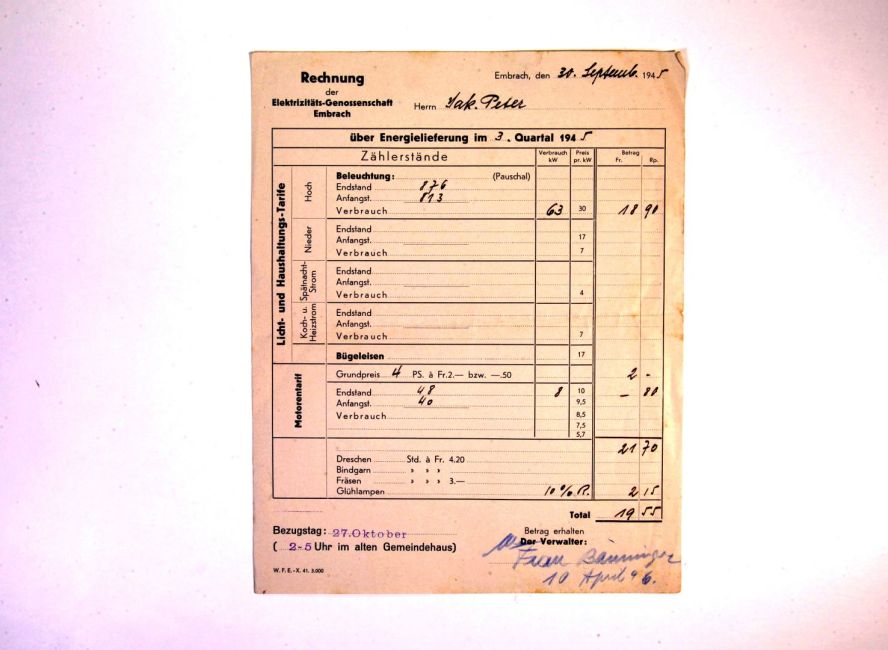 Rechnung
der
Elektrizitäts-Genossenschaft
Embrach
Embrach, den 30. Septemb. 1945
Herrn Jak. Peter
über Energielieferung im 3. Quartal 1945
Zählerstände
Verbrauch kW
Preis pr. kW
Betrag
Fr. Rp.
Licht- und Haushaltungs-Tarife
Hoch
Beleuchtung: (Pauschal)
Endstand 876
Anfangst. 813
Verbrauch 63 30 18 90
Nieder
Endstand
Anfangst. 17
Verbrauch 7
Spätnacht-Strom
Endstand
Anfangst.
Verbrauch 4
Koch- u. Heizstrom
Endstand
Anfangst.
Verbrauch 7
Bügeleisen 17
Motorentarif
Grundpreis 4 PS. à Fr.2.— bzw. —.50 2 -
Endstand 48 8 10 — 80
Anfangst. 40 9,5
Verbrauch 8,5
7,5
5,7
21 70
Dreschen Std. à Fr. 4.20
Bindgarn » » »
Fräsen » » » 3.—
Glühlampen 10% R. 2 15
Total 19 55
Bezugstag: 27. Oktober
( 2-5 Uhr im alten Gemeindehaus)
Betrag erhalten
Der Verwalter:
Frau Bänninger
10 April 46.
W. F. E.-X. 41. 3.000